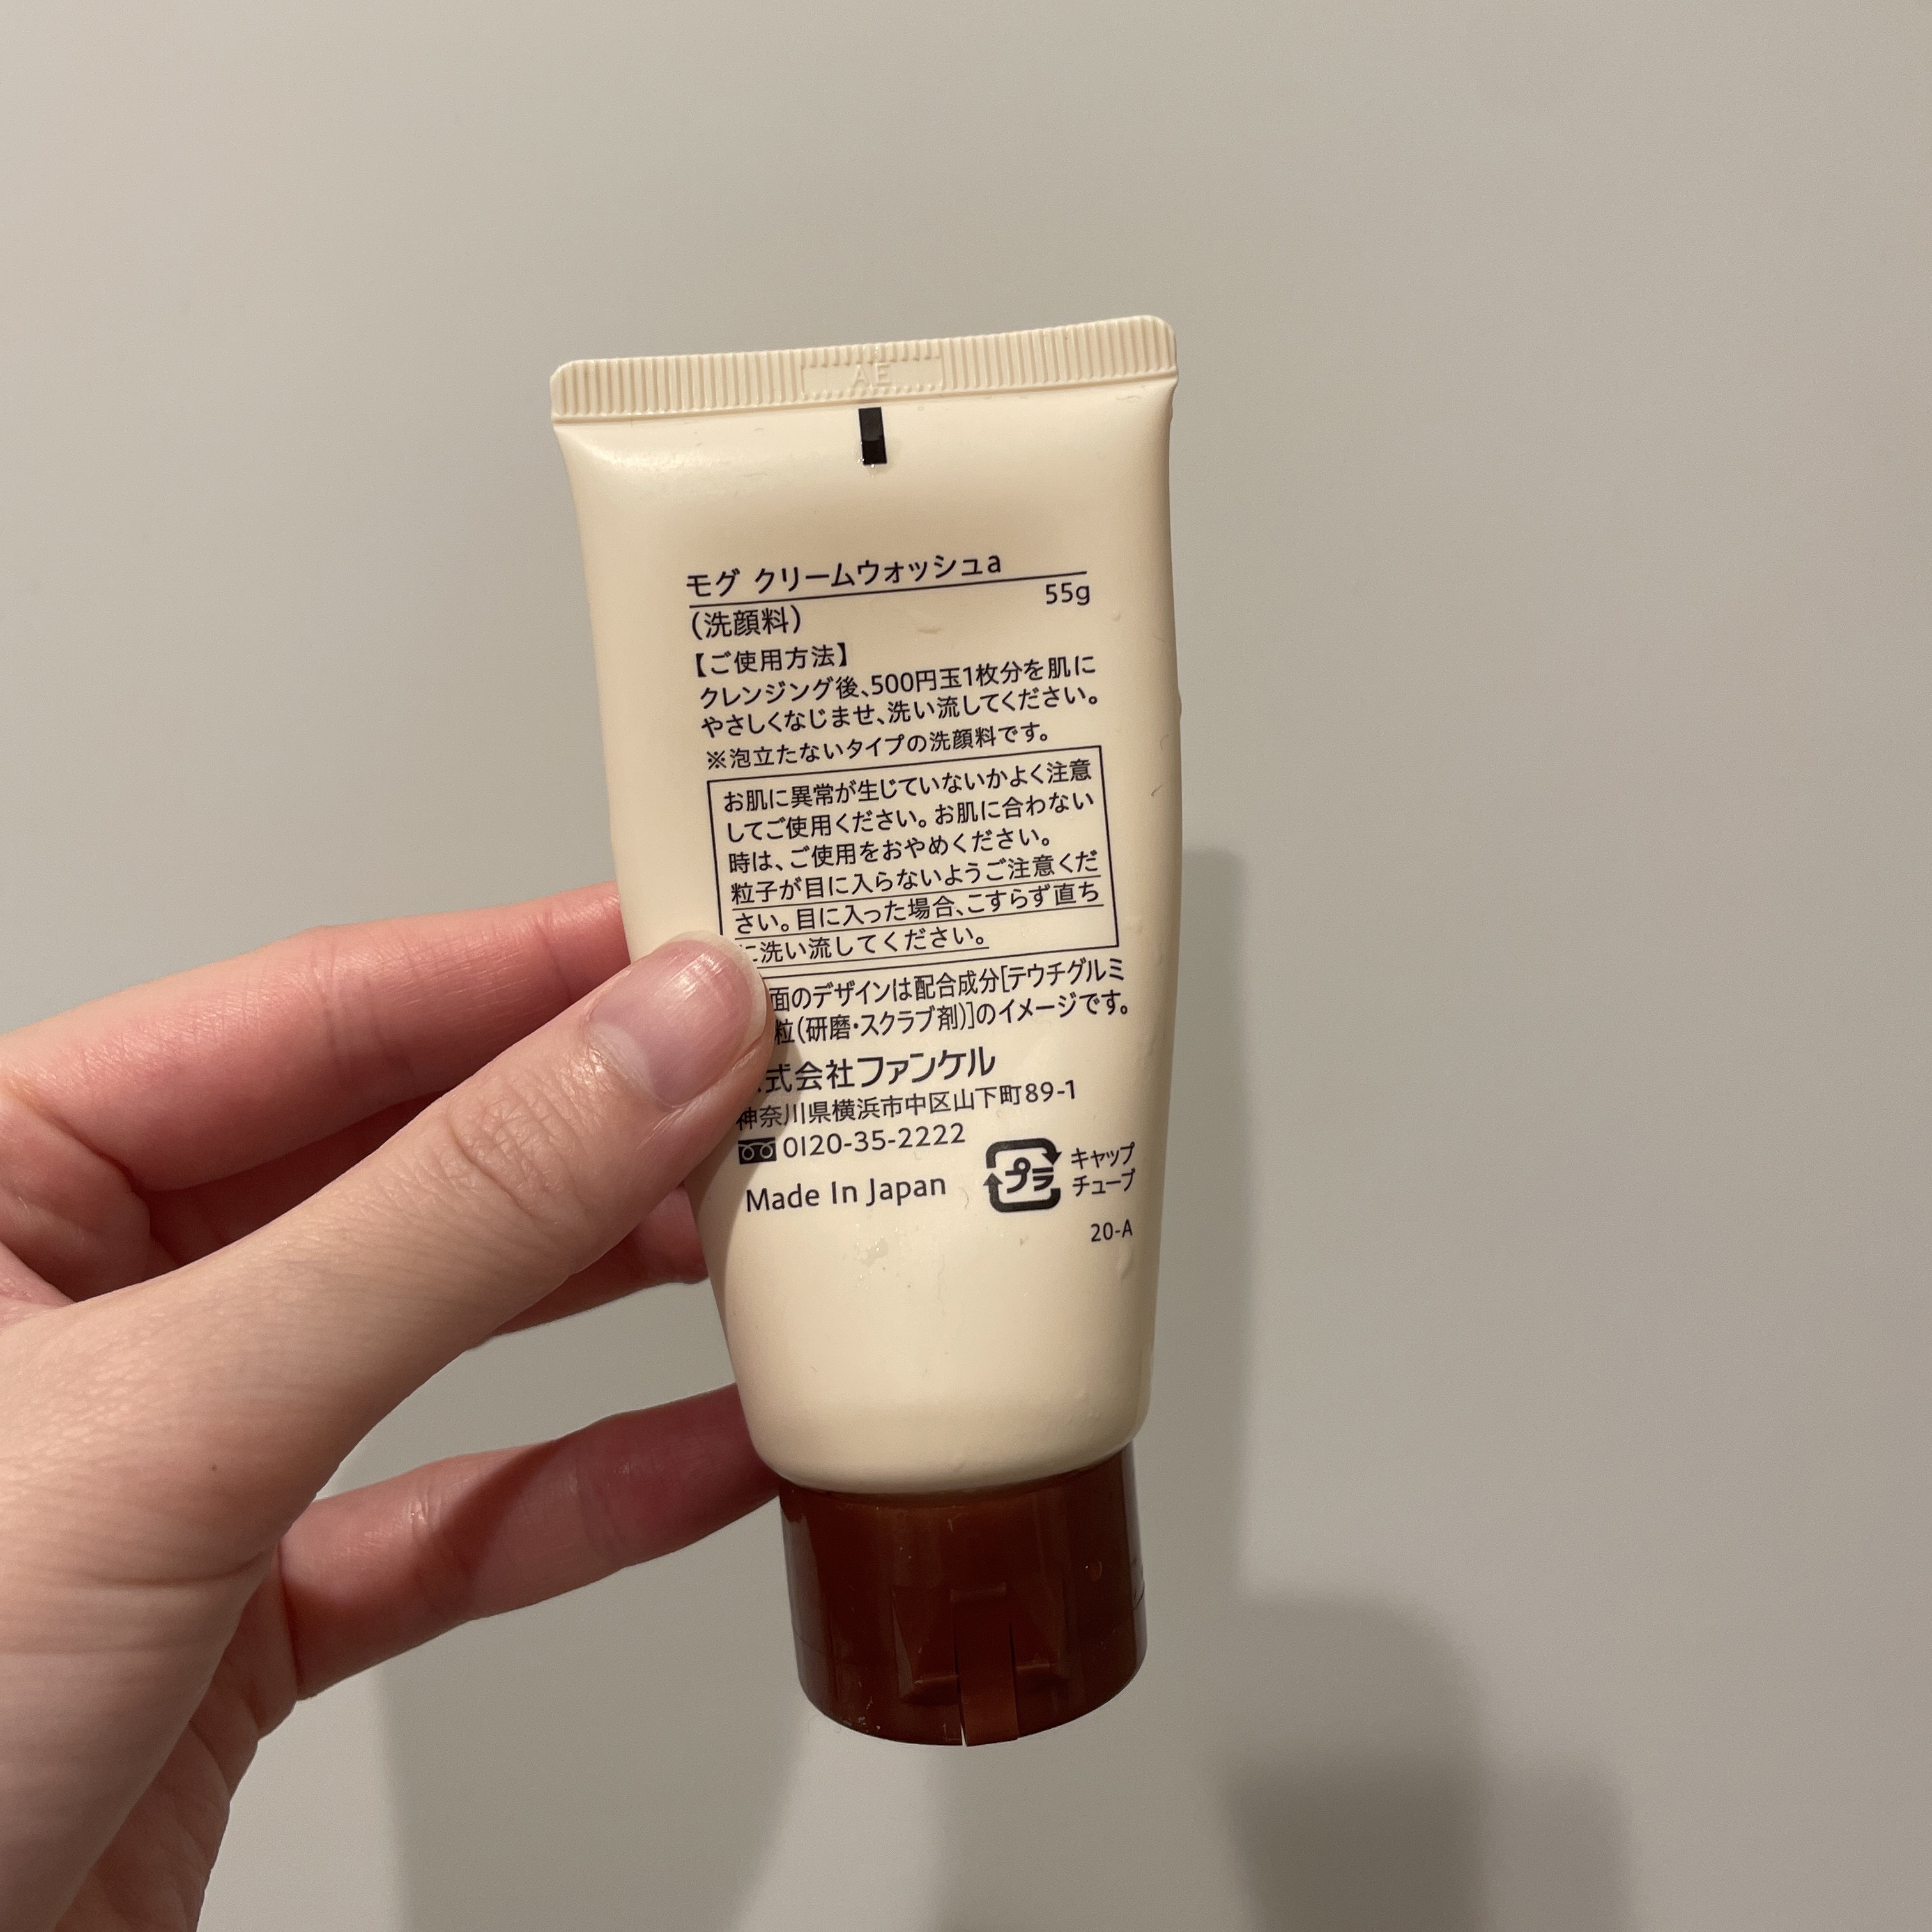 AE
モグ クリームウォッシュa
55g
(洗顔料)
【ご使用方法】
クレンジング後、500円玉1枚分を肌に
やさしくなじませ、洗い流してください。
※泡立たないタイプの洗顔料です。
お肌に異常が生じていないかよく注意
してご使用ください。お肌に合わない
時は、ご使用をおやめください。
粒子が目に入らないようご注意くだ
さい。目に入った場合、こすらず直ち
に洗い流してください。
面のデザインは配合成分[テウチグルミ
粒(研磨・スクラブ剤)]のイメージです。
式会社ファンケル
神奈川県横浜市中区山下町89-1
0120-35-2222
Made In Japan
プラ
キャップ
チューブ
20-A